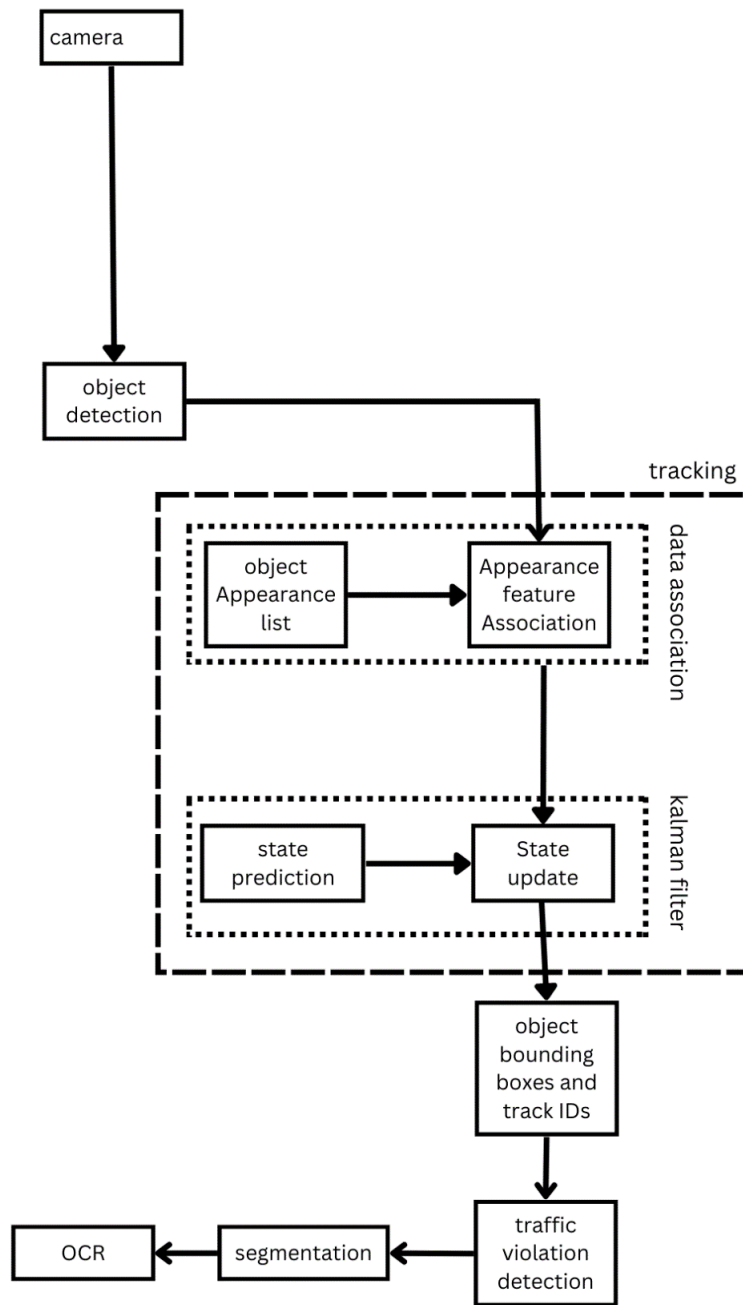 camera
object
detection
tracking
data association
object
Appearance
list
Appearance
feature
Association
kalman filter
state
prediction
State
update
object
bounding
boxes and
track IDs
traffic
violation
detection
segmentation
OCR